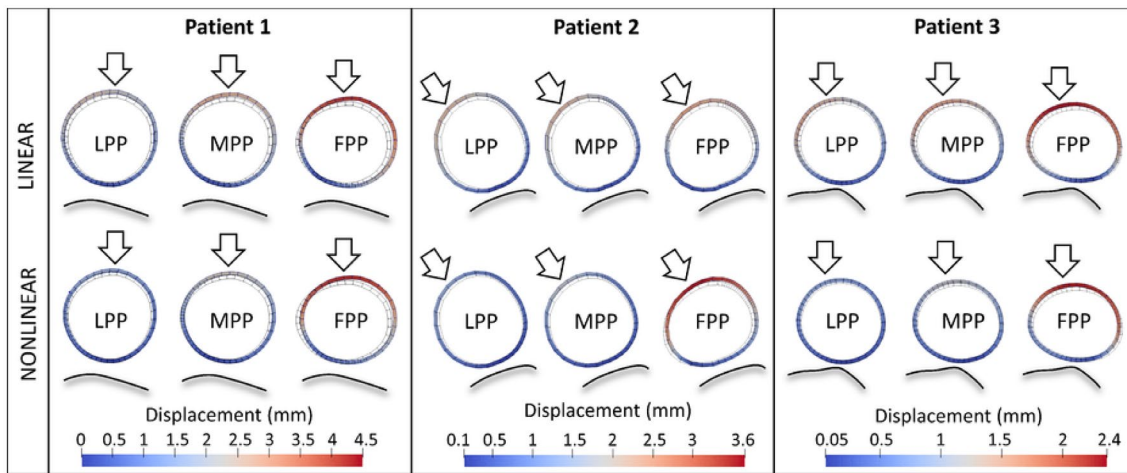 Patient 1 Patient 2 Patient 3
LINEAR
LPP MPP FPP LPP MPP FPP LPP MPP FPP
NONLINEAR
LPP MPP FPP LPP MPP FPP LPP MPP FPP
Displacement (mm) Displacement (mm) Displacement (mm)
0 0.5 1 1.5 2 2.5 3 3.5 4 4.5 0.1 0.5 1 1.5 2 2.5 3 3.6 0.05 0.5 1 1.5 2 2.4